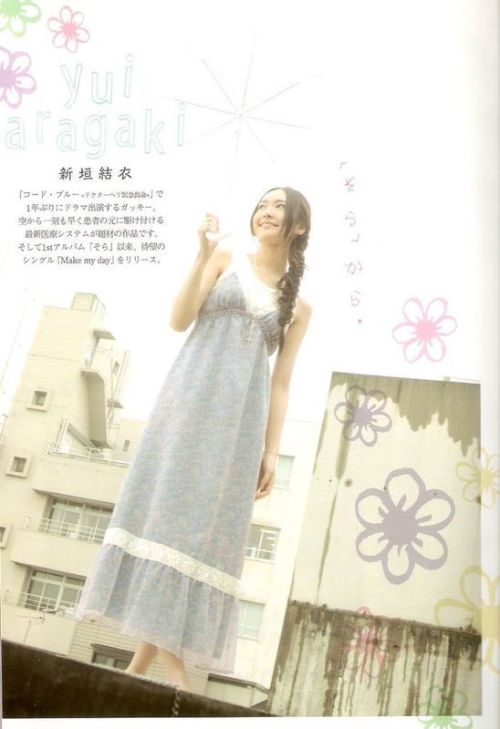 yui
aragaki
新垣結衣
『コード・ブルー -ドクターヘリ緊急救命-』で
1年ぶりにドラマ出演するガッキー。
空から一刻も早く患者の元に駆け付ける
最新医療システムが題材の作品です。
そして1stアルバム『そら』以来、待望の
シングル『Make my day』をリリース。
「そら」から。